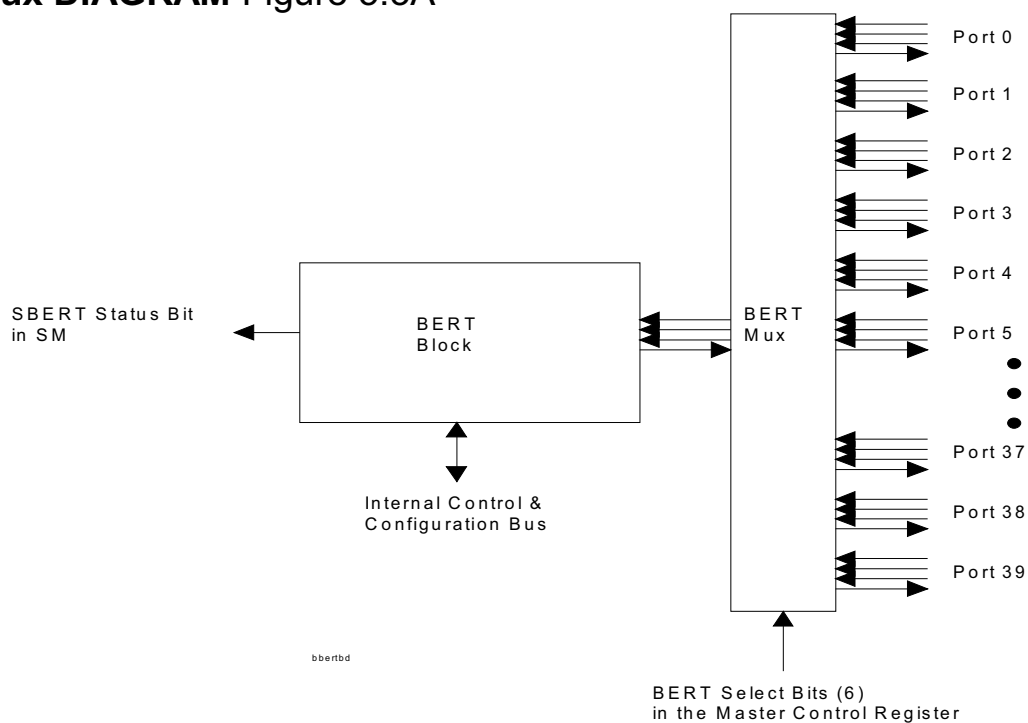 ux DIAGRAM Figure
Port 0
Port 1
Port 2
Port 3
Port 4
SBERT Status Bit
in SM
BERT
Block
BERT
Mux
Port 5
Port 37
Internal Control &
Configuration Bus
Port 38
Port 39
bbertbd
BERT Select Bits (6)
in the Master Control Register